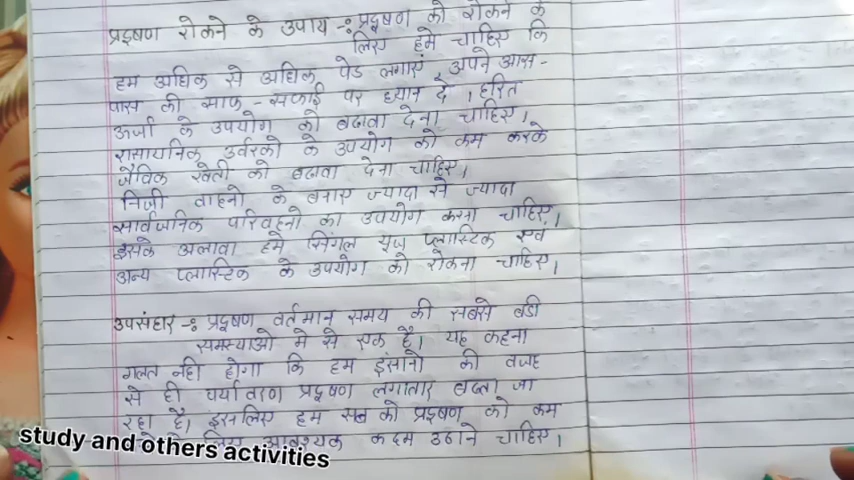 प्रदूषण रोकने के उपाय -: प्रदूषण को रोकने के
लिए हमे चाहिए कि
हम अधिक से अधिक पेड लगाएं, अपने आस-
पास की साफ - सफाई पर ध्यान दें, हरित
ऊर्जा के उपयोग को बढावा देना चाहिए।
रासायनिक उर्वरको के उपयोग को कम करके
जैविक खेती को बढावा देना चाहिए।
निजी वाहनो के बजाए ज्यादा से ज्यादा
सार्वजनिक परिवहनो का उपयोग करना चाहिए।
इसके अलावा हमे सिंगल यूज प्लास्टिक एवं
अन्य प्लास्टिक के उपयोग को रोकना चाहिए।
उपसंहार -: प्रदूषण वर्तमान समय की सबसे बडी
समस्याओ मे से एक है। यह कहना
गलत नही होगा कि हम इंसानो की वजह
से ही पर्यावरण प्रदूषण लगातार बढता जा
रहा है। इसलिए हम सब को प्रदूषण को कम
लिए आवश्यक कदम उठाने चाहिए।
study and others activities